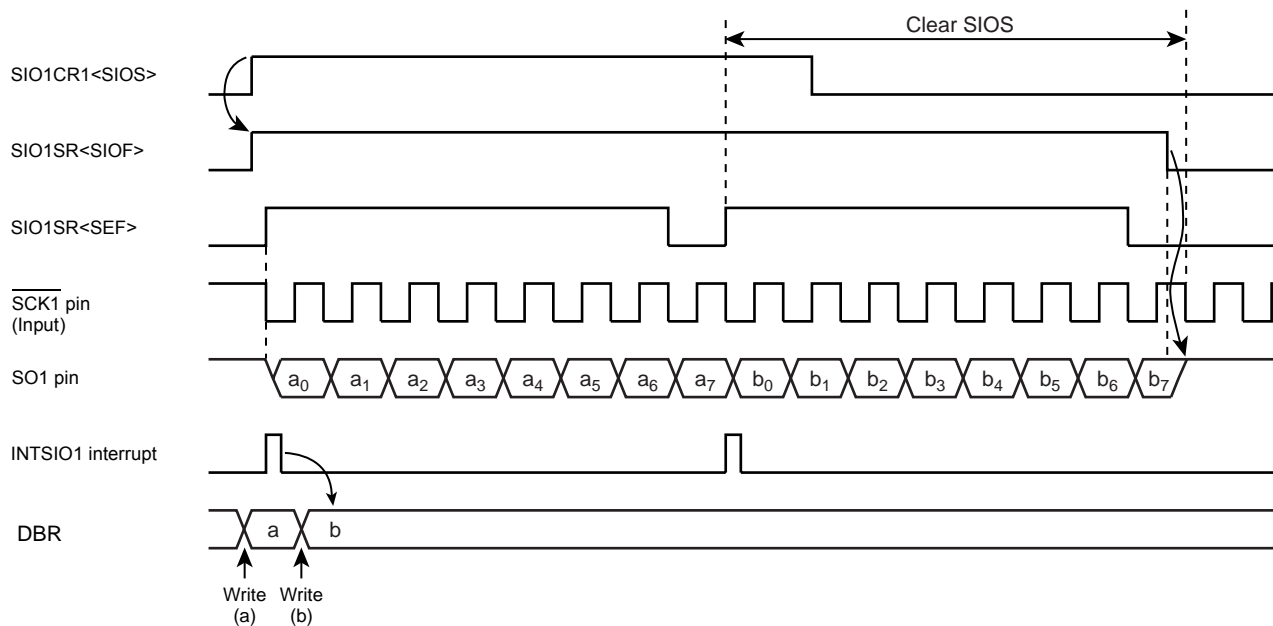 Clear SIOS
SIO1CR1<SIOS>
SIO1SR<SIOF>
SIO1SR<SEF>
SCK1 pin
(Input)
SO1 pin
a0 a1 a2 a3 a4 a5 a6 a7 b0 b1 b2 b3 b4 b5 b6 b7
INTSIO1 interrupt
DBR
a b
Write Write
(a) (b)